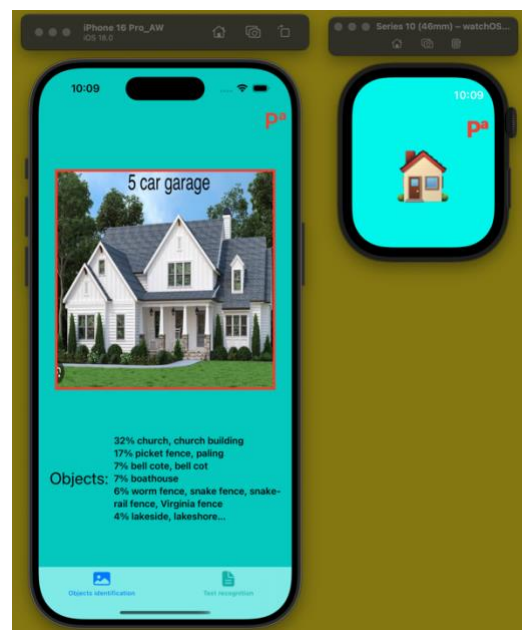 iPhone 16 Pro_AW
iOS 18.0
Series 10 (46mm) – watchOS...
10:09
10:09
Pª
Pª
5 car garage
Objects:
32% church, church building
17% picket fence, paling
7% bell cote, bell cot
7% boathouse
6% worm fence, snake fence, snake-
rail fence, Virginia fence
4% lakeside, lakeshore...
Objects identification
Text recognition